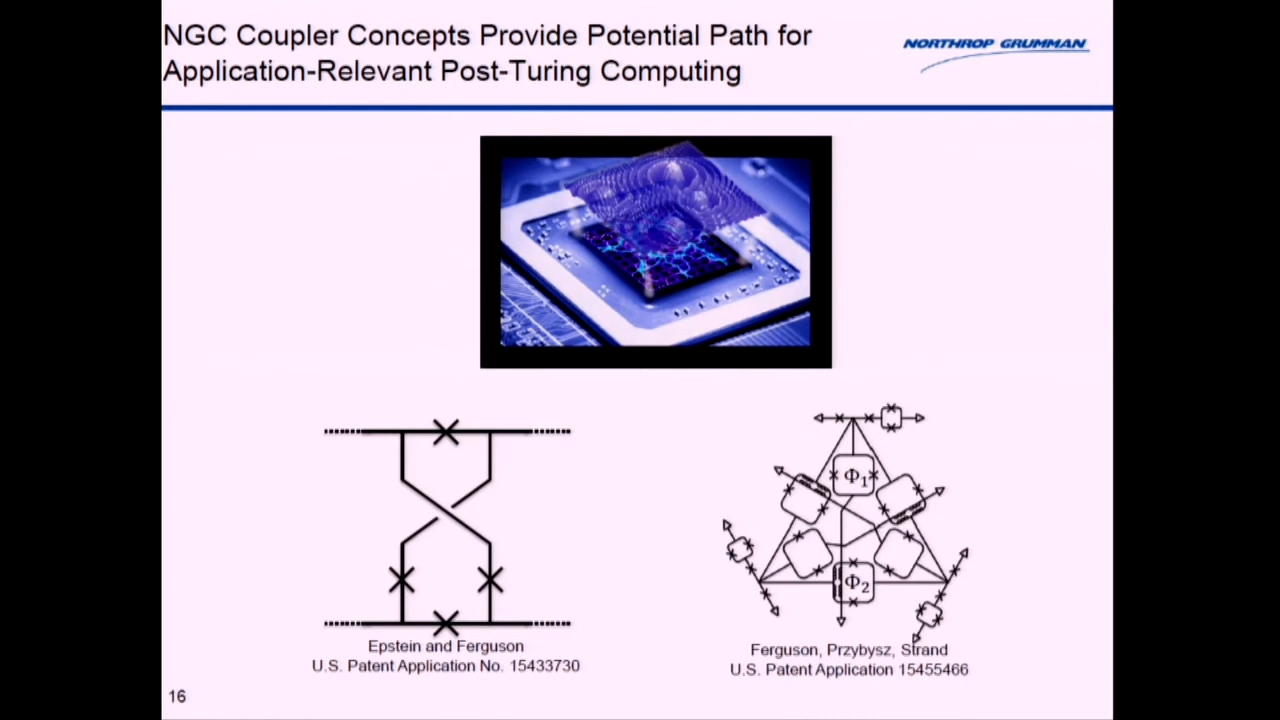 NGC Coupler Concepts Provide Potential Path for
Application-Relevant Post-Turing Computing
NORTHROP GRUMMAN
Φ1
Φ2
Epstein and Ferguson
U.S. Patent Application No. 15433730
Ferguson, Przybysz, Strand
U.S. Patent Application 15455466
16